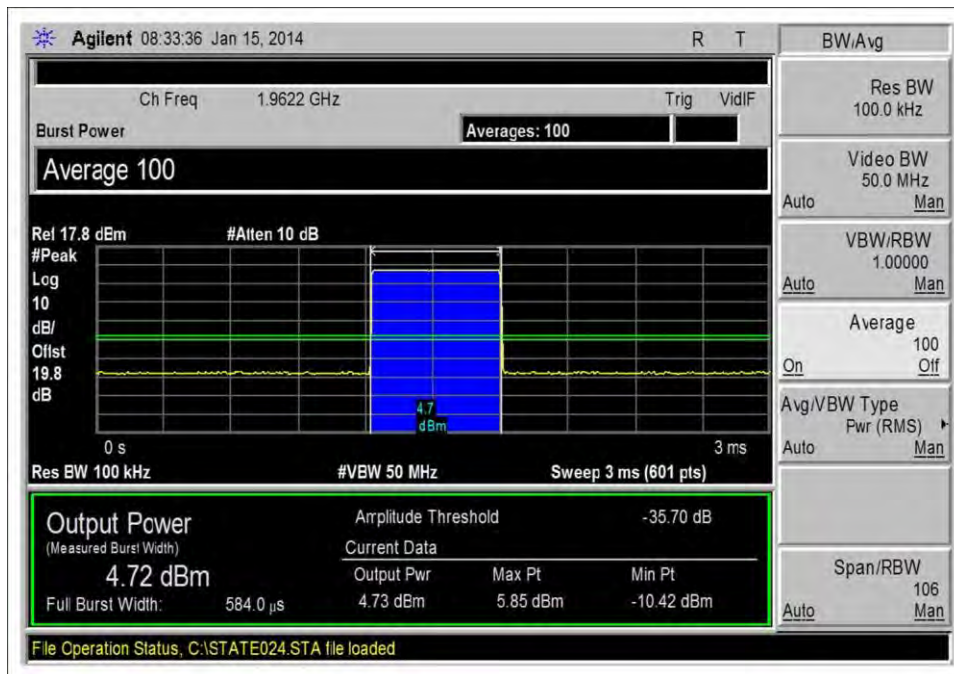 Agilent 08:33:36 Jan 15, 2014 R T
Ch Freq 1.9622 GHz Trig VidIF
Burst Power Averages: 100
Average 100
Ref 17.8 dBm #Atten 10 dB
#Peak
Log
10
dB/
Offst
19.8
dB
4.7
dBm
0 s 3 ms
Res BW 100 kHz #VBW 50 MHz Sweep 3 ms (601 pts)
Output Power
(Measured Burst Width)
4.72 dBm
Full Burst Width: 584.0 µs
Amplitude Threshold -35.70 dB
Current Data
Output Pwr Max Pt Min Pt
4.73 dBm 5.85 dBm -10.42 dBm
File Operation Status, C:\STATE024.STA file loaded
BW/Avg
Res BW
100.0 kHz
Video BW
50.0 MHz
Auto Man
VBW/RBW
1.00000
Auto Man
Average
100
On Off
Avg/VBW Type
Pwr (RMS)
Auto Man
Span/RBW
106
Auto Man